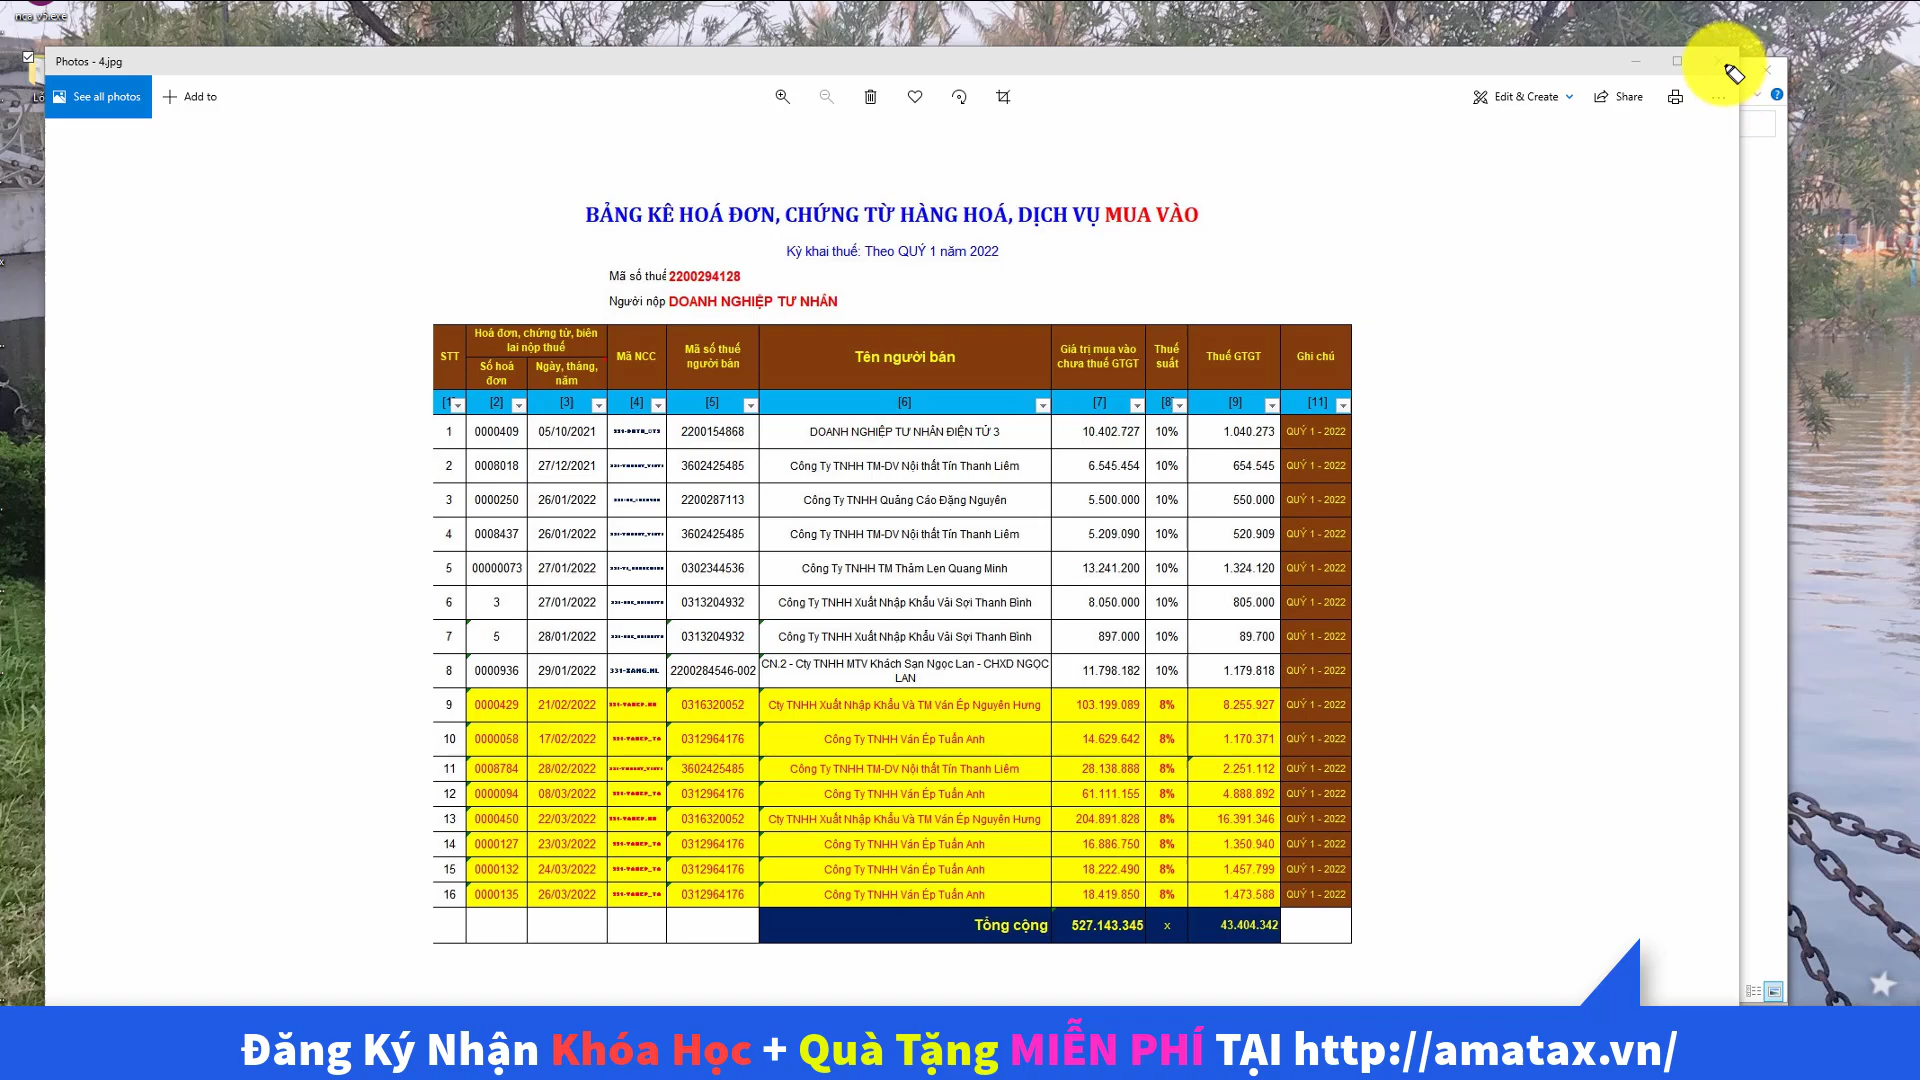 nca_v5.exe
Photos - 4.jpg
See all photos
Add to
Edit & Create
Share
BẢNG KÊ HOÁ ĐƠN, CHỨNG TỪ HÀNG HOÁ, DỊCH VỤ MUA VÀO
Kỳ khai thuế: Theo QUÝ 1 năm 2022
Mã số thuế 2200294128
Người nộp DOANH NGHIỆP TƯ NHÂN
STT Hoá đơn, chứng từ, biên lai nộp thuế Mã NCC Mã số thuế người bán Tên người bán Giá trị mua vào chưa thuế GTGT Thuế suất Thuế GTGT Ghi chú
Số hoá đơn Ngày, tháng, năm
[1] [2] [3] [4] [5] [6] [7] [8] [9] [11]
1 0000409 05/10/2021 2200154868 DOANH NGHIỆP TƯ NHÂN ĐIỆN TỬ 3 10.402.727 10% 1.040.273 QUÝ 1 - 2022
2 0008018 27/12/2021 3602425485 Công Ty TNHH TM-DV Nội thất Tín Thanh Liêm 6.545.454 10% 654.545 QUÝ 1 - 2022
3 0000250 26/01/2022 2200287113 Công Ty TNHH Quảng Cáo Đặng Nguyên 5.500.000 10% 550.000 QUÝ 1 - 2022
4 0008437 26/01/2022 3602425485 Công Ty TNHH TM-DV Nội thất Tín Thanh Liêm 5.209.090 10% 520.909 QUÝ 1 - 2022
5 00000073 27/01/2022 0302344536 Công Ty TNHH TM Thảm Len Quang Minh 13.241.200 10% 1.324.120 QUÝ 1 - 2022
6 3 27/01/2022 0313204932 Công Ty TNHH Xuất Nhập Khẩu Vải Sợi Thanh Bình 8.050.000 10% 805.000 QUÝ 1 - 2022
7 5 28/01/2022 0313204932 Công Ty TNHH Xuất Nhập Khẩu Vải Sợi Thanh Bình 897.000 10% 89.700 QUÝ 1 - 2022
8 0000936 29/01/2022 331-XANG.NL 2200284546-002 CN.2 - Cty TNHH MTV Khách Sạn Ngọc Lan - CHXD NGỌC LAN 11.798.182 10% 1.179.818 QUÝ 1 - 2022
9 0000429 21/02/2022 0316320052 Cty TNHH Xuất Nhập Khẩu Và TM Ván Ép Nguyên Hưng 103.199.089 8% 8.255.927 QUÝ 1 - 2022
10 0000058 17/02/2022 331-VANEP_TA 0312964176 Công Ty TNHH Ván Ép Tuấn Anh 14.629.642 8% 1.170.371 QUÝ 1 - 2022
11 0008784 28/02/2022 3602425485 Công Ty TNHH TM-DV Nội thất Tín Thanh Liêm 28.138.888 8% 2.251.112 QUÝ 1 - 2022
12 0000094 08/03/2022 331-VANEP_TA 0312964176 Công Ty TNHH Ván Ép Tuấn Anh 61.111.155 8% 4.888.892 QUÝ 1 - 2022
13 0000450 22/03/2022 0316320052 Cty TNHH Xuất Nhập Khẩu Và TM Ván Ép Nguyên Hưng 204.891.828 8% 16.391.346 QUÝ 1 - 2022
14 0000127 23/03/2022 331-VANEP_TA 0312964176 Công Ty TNHH Ván Ép Tuấn Anh 16.886.750 8% 1.350.940 QUÝ 1 - 2022
15 0000132 24/03/2022 331-VANEP_TA 0312964176 Công Ty TNHH Ván Ép Tuấn Anh 18.222.490 8% 1.457.799 QUÝ 1 - 2022
16 0000135 26/03/2022 331-VANEP_TA 0312964176 Công Ty TNHH Ván Ép Tuấn Anh 18.419.850 8% 1.473.588 QUÝ 1 - 2022
Tổng cộng 527.143.345 x 43.404.342
Đăng Ký Nhận Khóa Học + Quà Tặng MIỄN PHÍ TẠI http://amatax.vn/